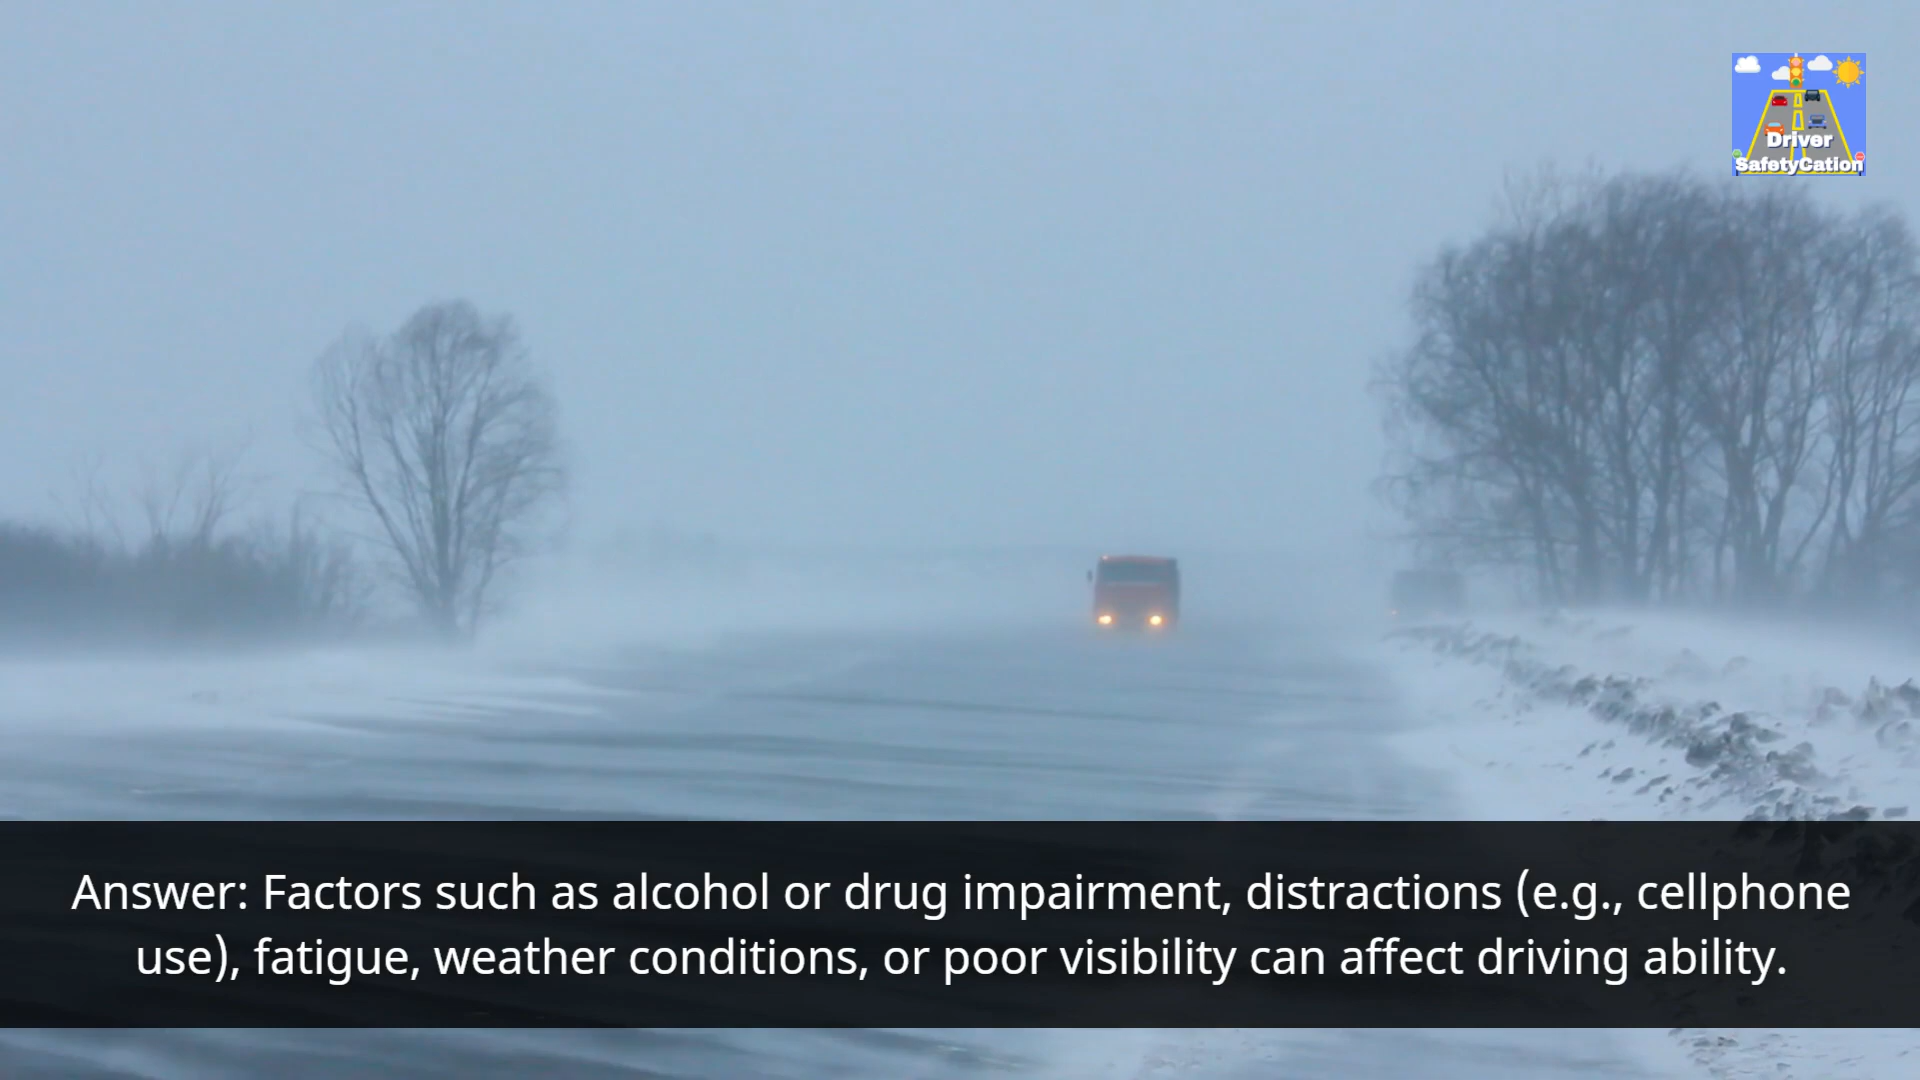 Driver
SafetyCation
Answer: Factors such as alcohol or drug impairment, distractions (e.g., cellphone
use), fatigue, weather conditions, or poor visibility can affect driving ability.